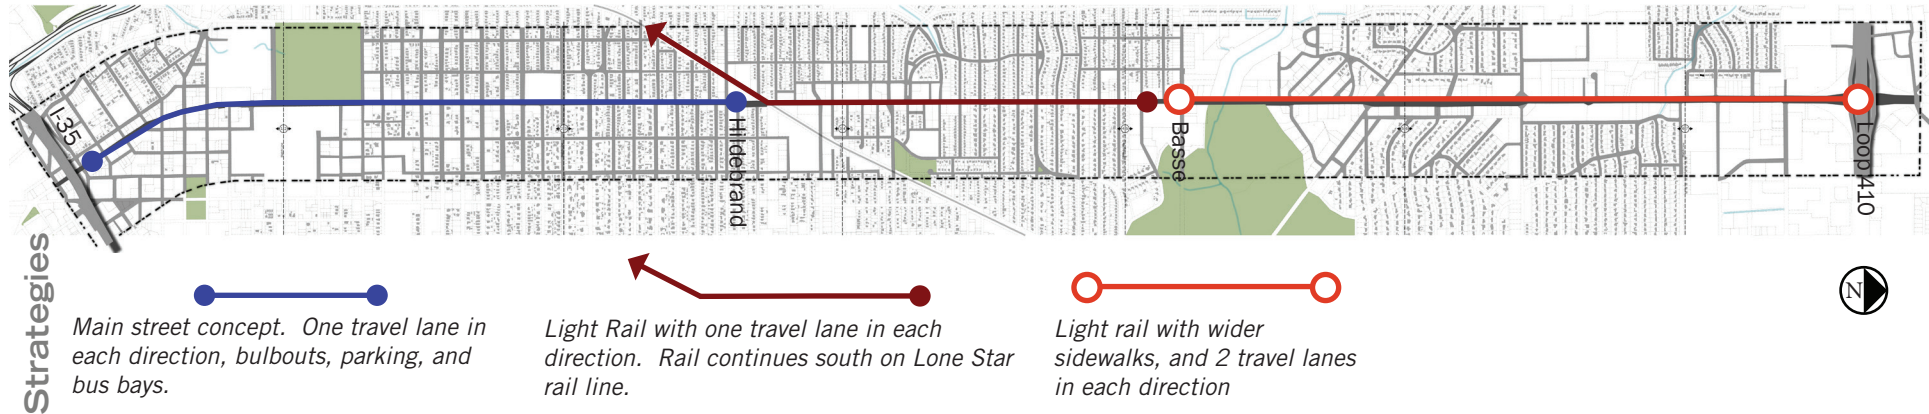 I-35
Hildebrand
Basse
Loop 410
Strategies
Main street concept. One travel lane in
each direction, bulbouts, parking, and
bus bays.
Light Rail with one travel lane in each
direction. Rail continues south on Lone Star
rail line.
Light rail with wider
sidewalks, and 2 travel lanes
in each direction
N